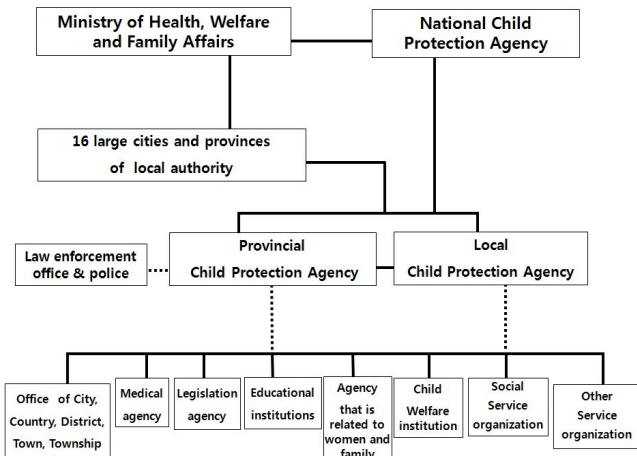 Ministry of Health, Welfare
and Family Affairs
National Child
Protection Agency
16 large cities and provinces
of local authority
Law enforcement
office & police
Provincial
Child Protection Agency
Local
Child Protection Agency
Office of City,
Country, District,
Town, Township
Medical
agency
Legislation
agency
Educational
institutions
Agency
that is
related to
women and
family
Child
Welfare
institution
Social
Service
organization
Other
Service
organization